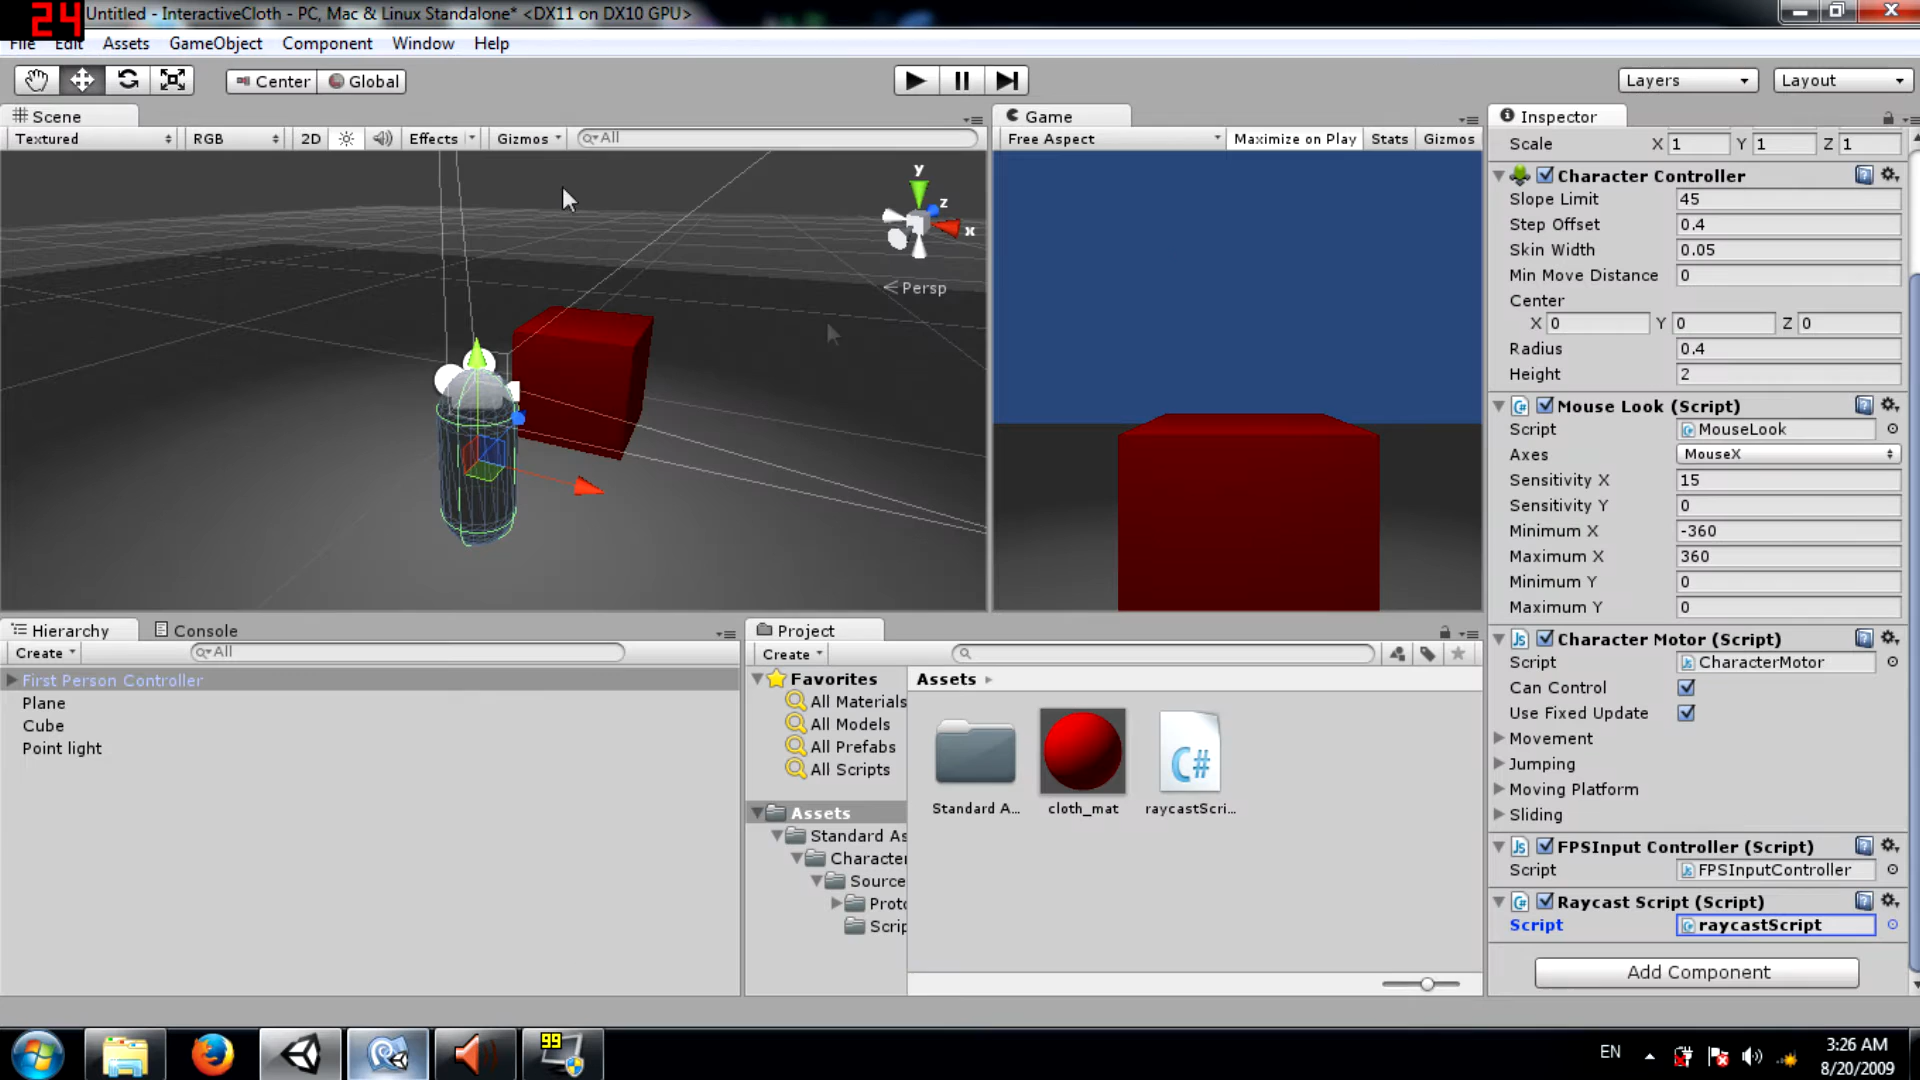 24
Untitled - InteractiveCloth - PC, Mac & Linux Standalone* <DX11 on DX10 GPU>
File Edit Assets GameObject Component Window Help
Center Global
Layers Layout
Scene
Textured RGB 2D Effects Gizmos All
y
z
x
Persp
Game
Free Aspect Maximize on Play Stats Gizmos
Inspector
Scale X 1 Y 1 Z 1
Character Controller
Slope Limit 45
Step Offset 0.4
Skin Width 0.05
Min Move Distance 0
Center
X 0 Y 0 Z 0
Radius 0.4
Height 2
Mouse Look (Script)
Script MouseLook
Axes MouseX
Sensitivity X 15
Sensitivity Y 0
Minimum X -360
Maximum X 360
Minimum Y 0
Maximum Y 0
Character Motor (Script)
Script CharacterMotor
Can Control
Use Fixed Update
Movement
Jumping
Moving Platform
Sliding
FPSInput Controller (Script)
Script FPSInputController
Raycast Script (Script)
Script raycastScript
Add Component
Hierarchy Console
Create All
First Person Controller
Plane
Cube
Point light
Project
Create
Favorites
All Materials
All Models
All Prefabs
All Scripts
Assets
Standard As
Character
Source
Proto
Scrip
Assets
Standard A...
cloth_mat
C#
raycastScri...
99
EN
3:26 AM
8/20/2009